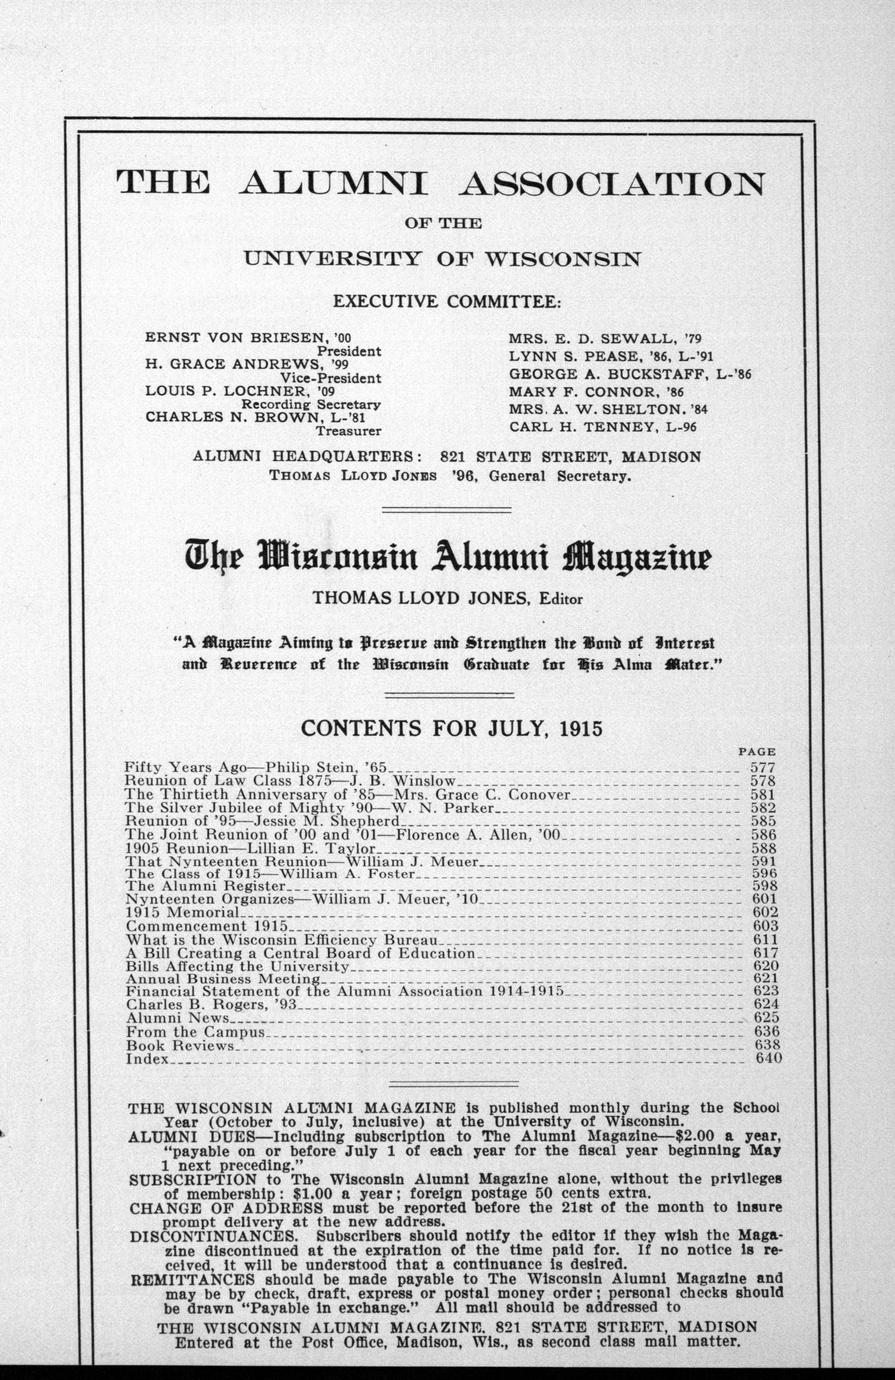 THE ALUMNI ASSOCIATION
OF THE
UNIVERSITY OF WISCONSIN
EXECUTIVE COMMITTEE:
ERNST VON BRIESEN, '00
President
H. GRACE ANDREWS, '99
Vice-President
LOUIS P. LOCHNER, '09
Recording Secretary
CHARLES N. BROWN, L-'81
Treasurer
MRS. E. D. SEWALL, '79
LYNN S. PEASE, '86, L-'91
GEORGE A. BUCKSTAFF, L-'86
MARY F. CONNOR, '86
MRS. A. W. SHELTON. '84
CARL H. TENNEY, L-96
ALUMNI HEADQUARTERS: 821 STATE STREET, MADISON
THOMAS LLOYD JONES '96, General Secretary.
The Wisconsin Alumni Magazine
THOMAS LLOYD JONES, Editor
"A Magazine Aiming to Preserve and Strengthen the Bond of Interest
and Reverence of the Wisconsin Graduate for His Alma Mater."
CONTENTS FOR JULY, 1915
PAGE
Fifty Years Ago—Philip Stein, '65 577
Reunion of Law Class 1875—J. B. Winslow 578
The Thirtieth Anniversary of '85—Mrs. Grace C. Conover 581
The Silver Jubilee of Mighty '90—W. N. Parker 582
Reunion of '95—Jessie M. Shepherd 585
The Joint Reunion of '00 and '01—Florence A. Allen, '00 586
1905 Reunion—Lillian E. Taylor 588
That Nynteenten Reunion—William J. Meuer 591
The Class of 1915—William A. Foster 596
The Alumni Register 598
Nynteenten Organizes—William J. Meuer, '10 601
1915 Memorial 602
Commencement 1915 603
What is the Wisconsin Efficiency Bureau 611
A Bill Creating a Central Board of Education 617
Bills Affecting the University 620
Annual Business Meeting 621
Financial Statement of the Alumni Association 1914-1915 623
Charles B. Rogers, '93 624
Alumni News 625
From the Campus 636
Book Reviews 638
Index 640
THE WISCONSIN ALUMNI MAGAZINE is published monthly during the School
Year (October to July, inclusive) at the University of Wisconsin.
ALUMNI DUES—Including subscription to The Alumni Magazine—$2.00 a year,
"payable on or before July 1 of each year for the fiscal year beginning May
1 next preceding."
SUBSCRIPTION to The Wisconsin Alumni Magazine alone, without the privileges
of membership: $1.00 a year; foreign postage 50 cents extra.
CHANGE OF ADDRESS must be reported before the 21st of the month to insure
prompt delivery at the new address.
DISCONTINUANCES. Subscribers should notify the editor if they wish the Maga-
zine discontinued at the expiration of the time paid for. If no notice is re-
ceived, it will be understood that a continuance is desired.
REMITTANCES should be made payable to The Wisconsin Alumni Magazine and
may be by check, draft, express or postal money order; personal checks should
be drawn "Payable in exchange." All mail should be addressed to
THE WISCONSIN ALUMNI MAGAZINE. 821 STATE STREET, MADISON
Entered at the Post Office, Madison, Wis., as second class mail matter.